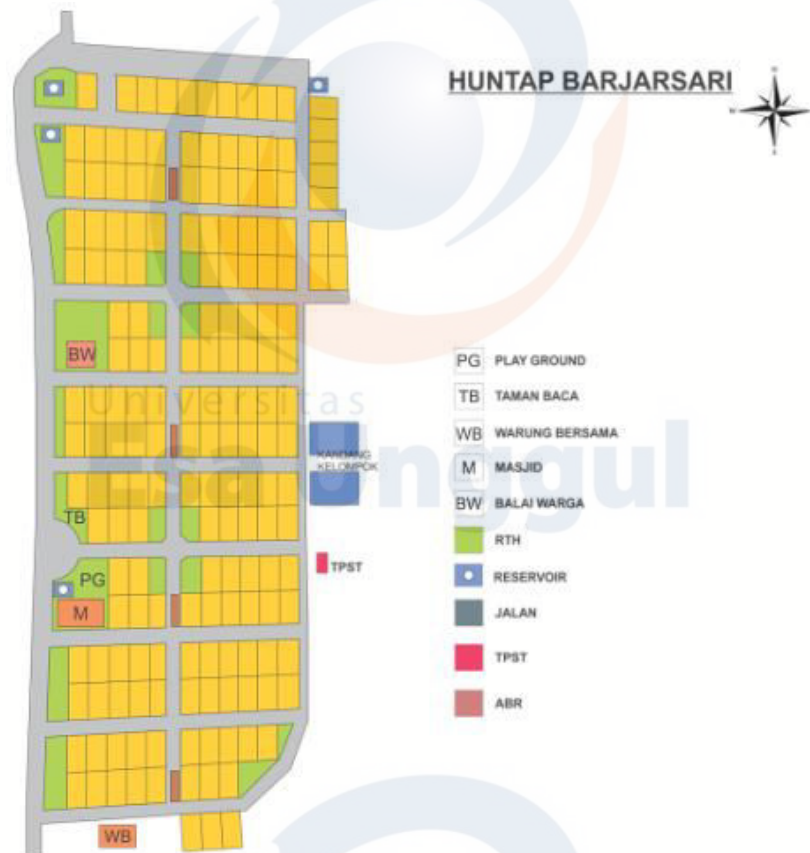 HUNTAP BARJARSARI
N
W
BW
PG PLAY GROUND
TB TAMAN BACA
Universitas
WB WARUNG BERSAMA
Esa Unggul
KANDANG
KELOMPOK
M MASJID
BW BALAI WARGA
TB
RTH
TPST
RESERVOIR
PG
M
JALAN
TPST
ABR
WB